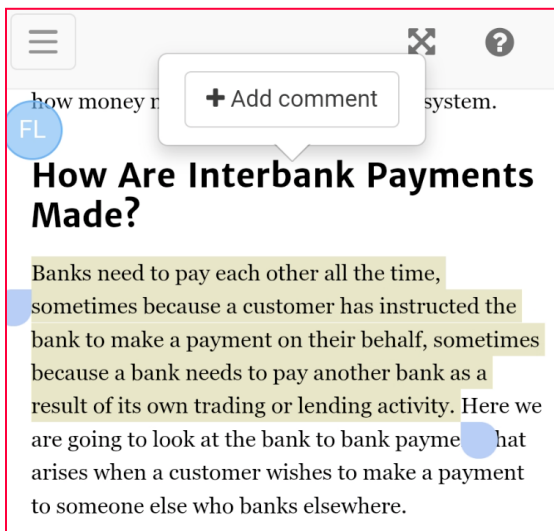 how money system.
+ Add comment
FL
How Are Interbank Payments
Made?
Banks need to pay each other all the time,
sometimes because a customer has instructed the
bank to make a payment on their behalf, sometimes
because a bank needs to pay another bank as a
result of its own trading or lending activity. Here we
are going to look at the bank to bank
arises when a customer wishes to make a payment
to someone else who banks elsewhere.